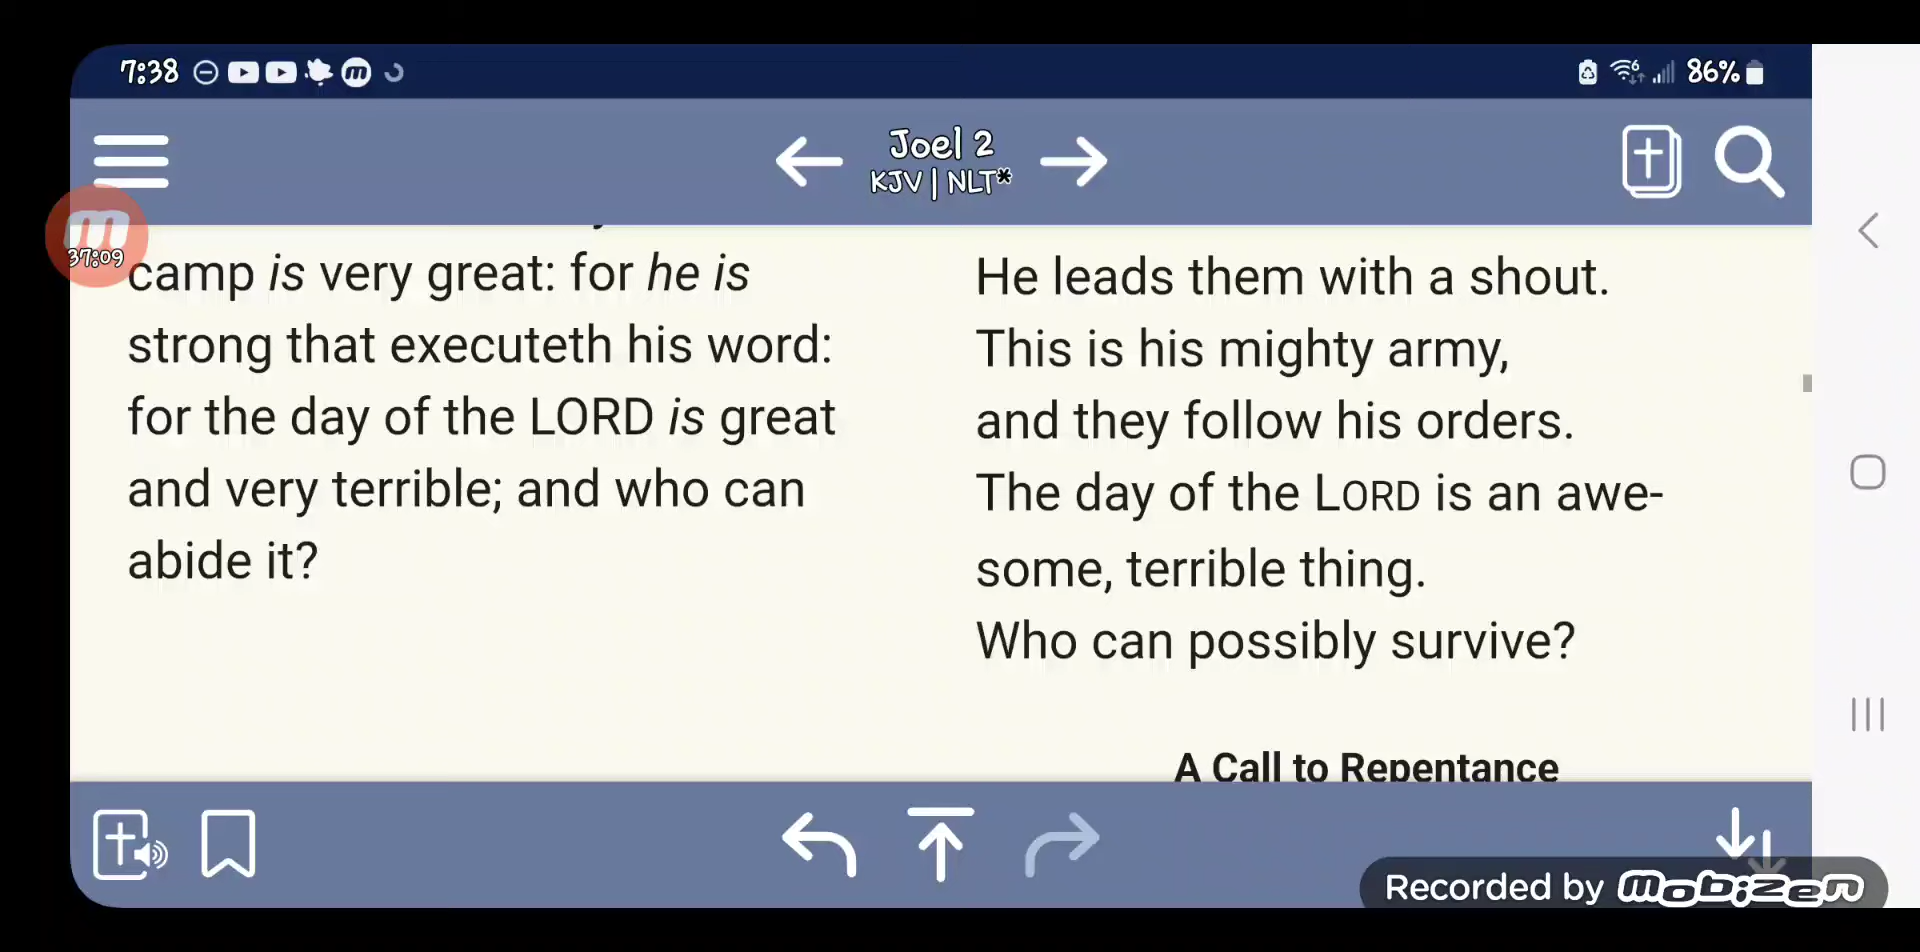 7:38
86%
Joel 2
KJV | NLT*
37:09
camp is very great: for he is
strong that executeth his word:
for the day of the LORD is great
and very terrible; and who can
abide it?
He leads them with a shout.
This is his mighty army,
and they follow his orders.
The day of the LORD is an awe-
some, terrible thing.
Who can possibly survive?
A Call to Repentance
Recorded by mobizen